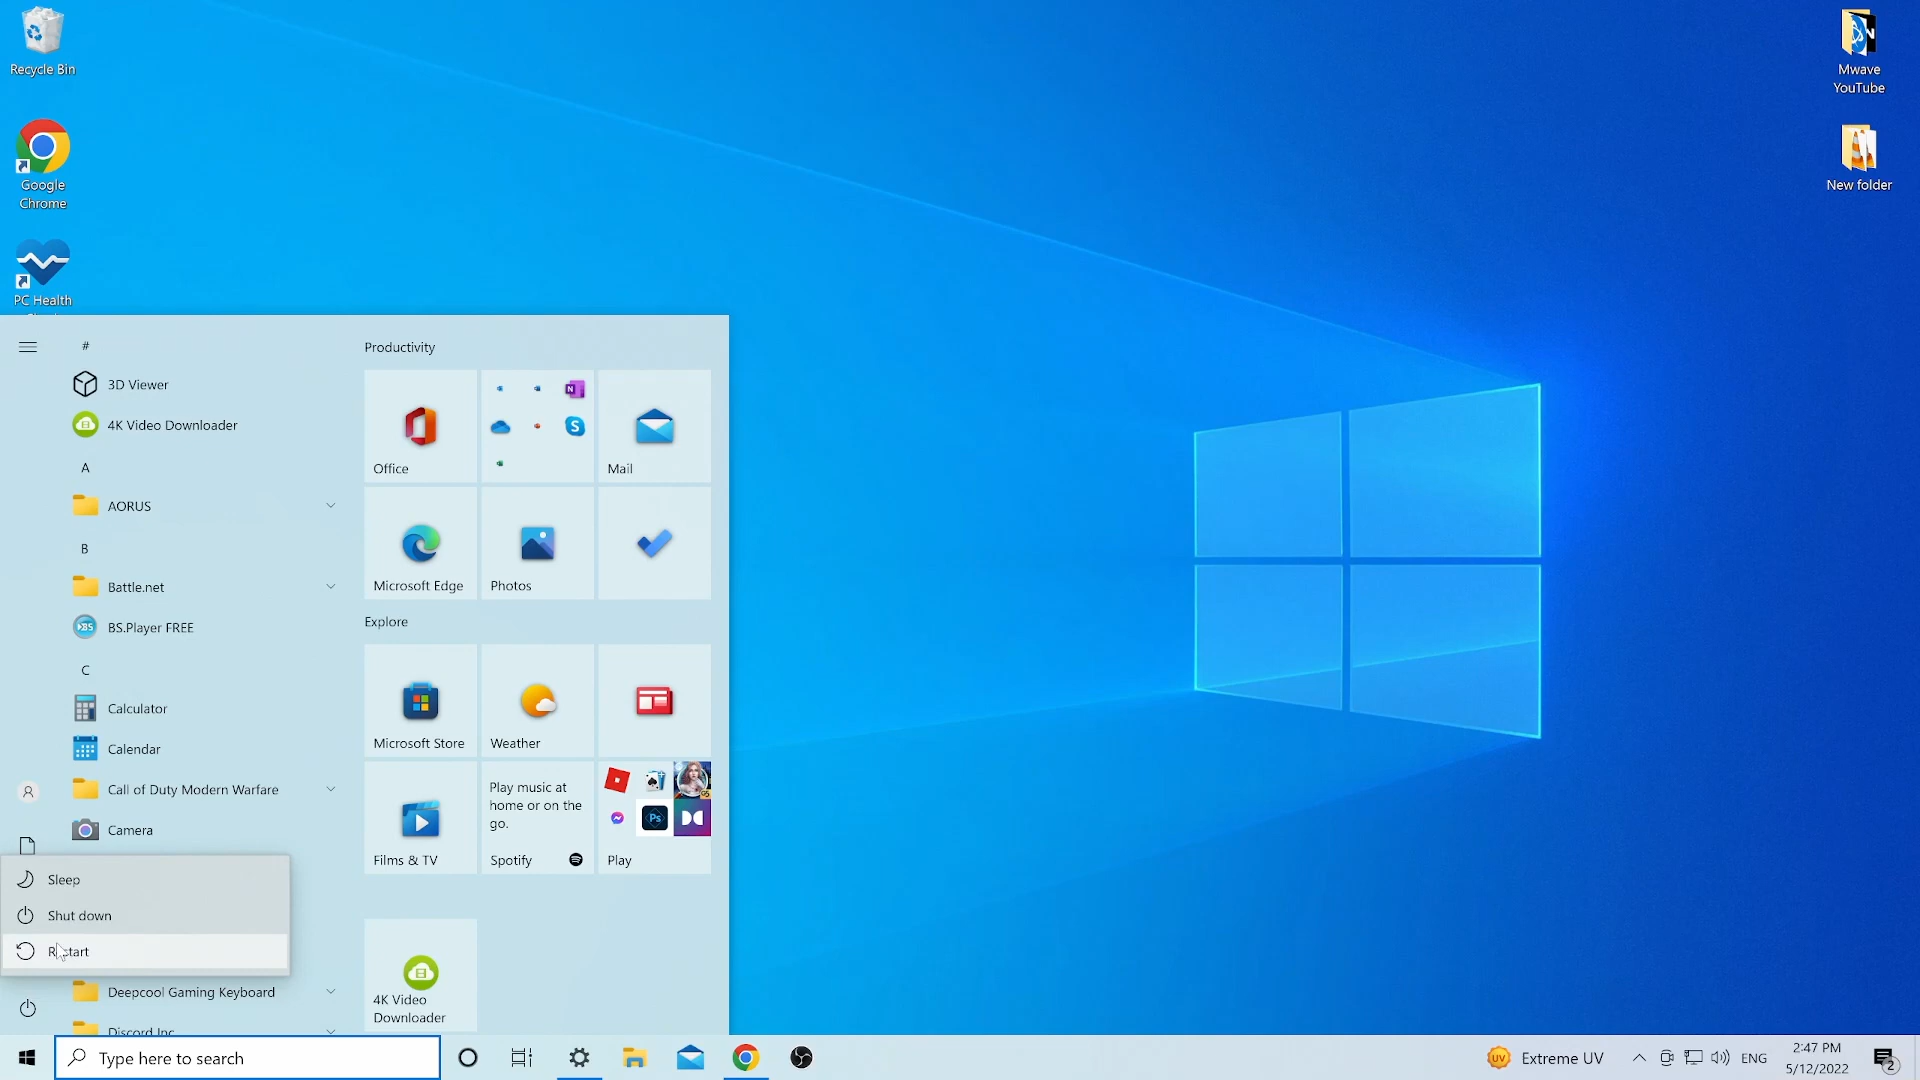 Recycle Bin
Google
Chrome
PC Health
Mwave
YouTube
New folder
#
3D Viewer
4K Video Downloader
A
AORUS
B
Battle.net
BS.Player FREE
C
Calculator
Calendar
Call of Duty Modern Warfare
Camera
Sleep
Shut down
Restart
Deepcool Gaming Keyboard
Discord Inc
Productivity
Office
Mail
Microsoft Edge
Photos
Explore
Microsoft Store
Weather
Films & TV
Play music at
home or on the
go.
Spotify
Play
4K Video
Downloader
Type here to search
Extreme UV
ENG
2:47 PM
5/12/2022
2